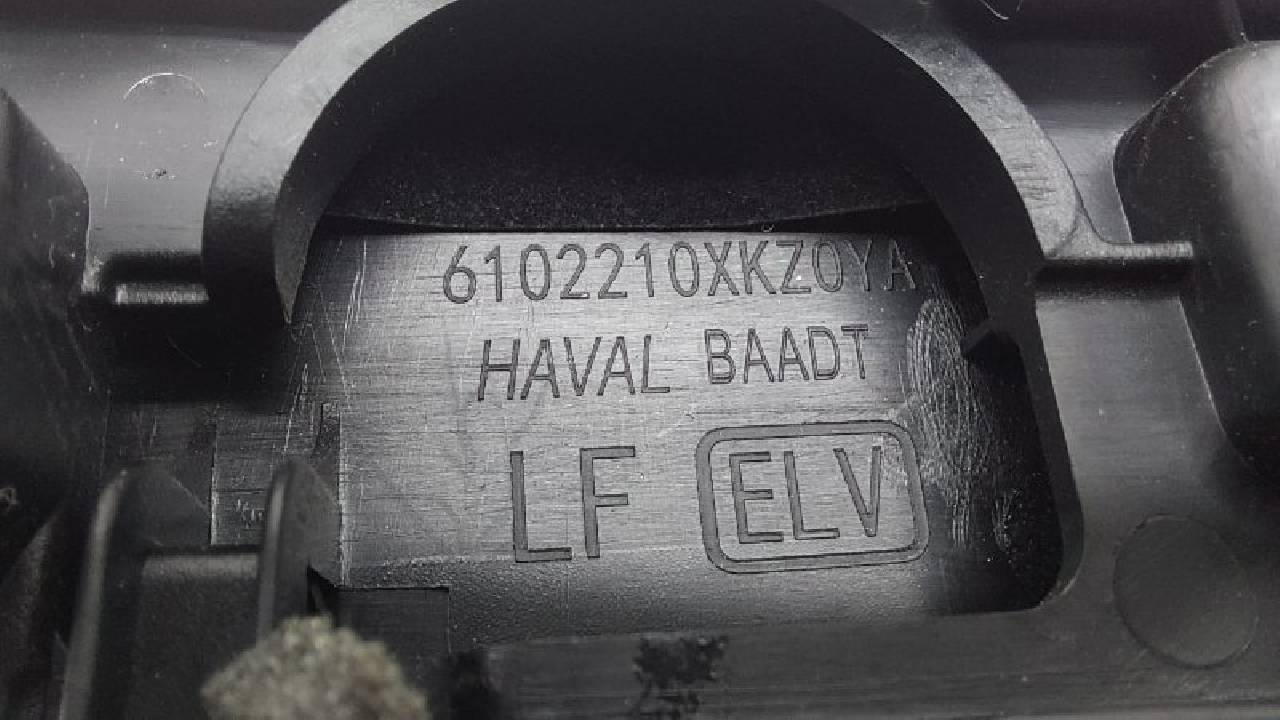 6102210XKZ0YA
HAVAL BAADT
LF ELV